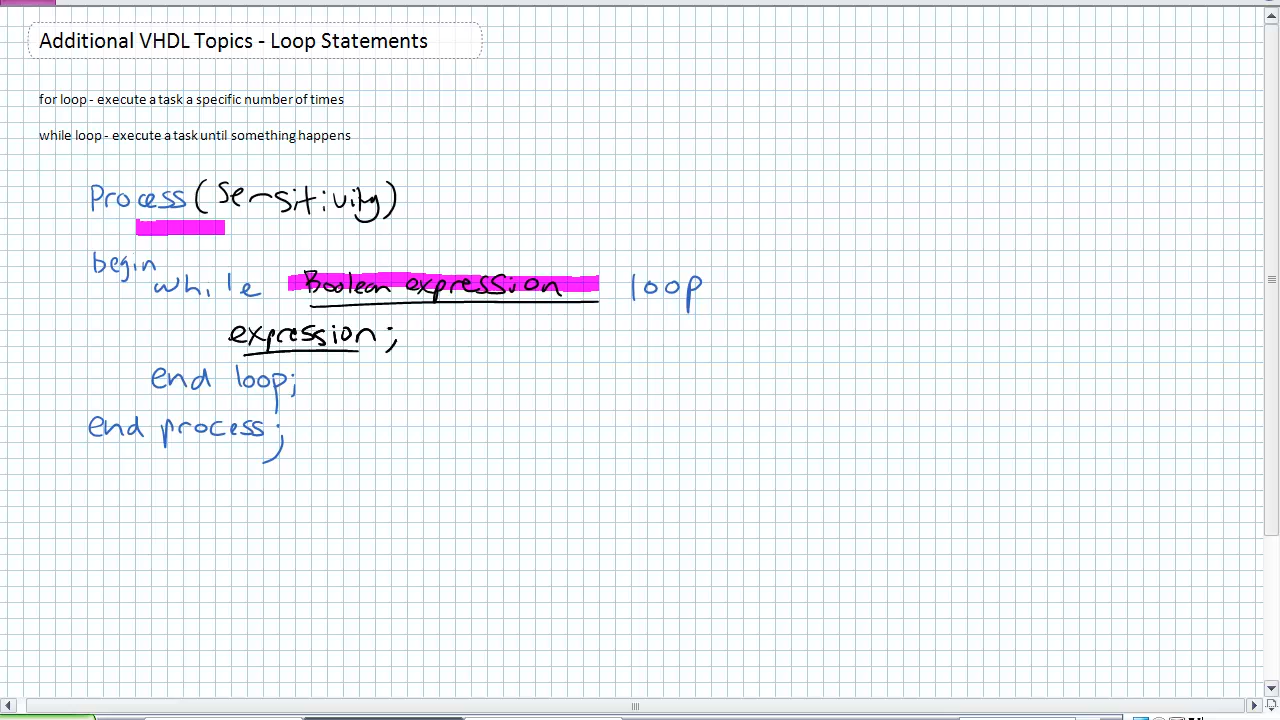 Additional VHDL Topics - Loop Statements
for loop - execute a task a specific number of times
while loop - execute a task until something happens
Process (Sensitivity)
begin
while Boolean expression loop
expression;
end loop;
end process;